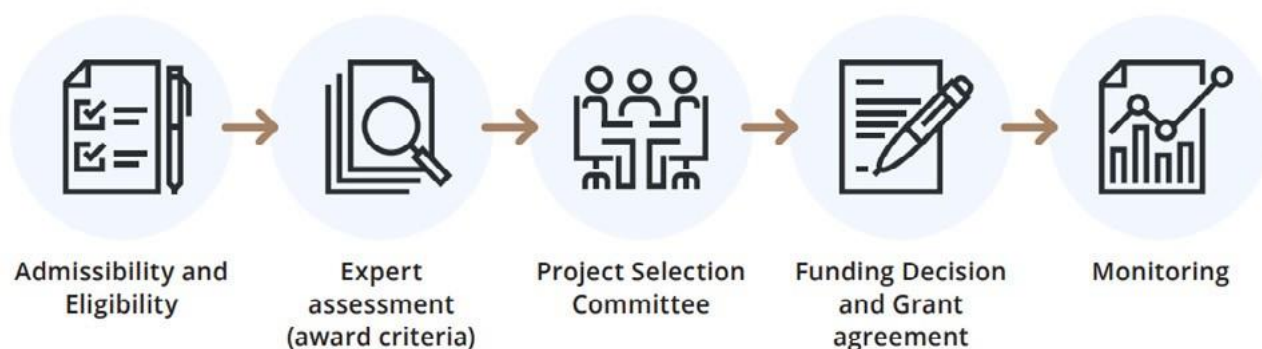 Admissibility and
Eligibility
Expert
assessment
(award criteria)
Project Selection
Committee
Funding Decision
and Grant
agreement
Monitoring